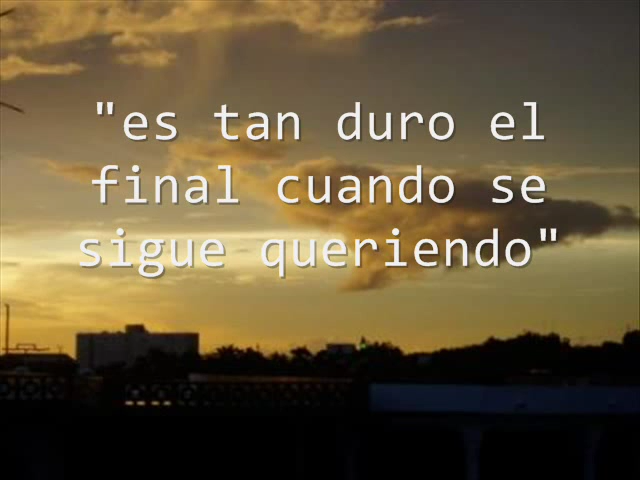 "es tan duro el
final cuando se
sigue queriendo"